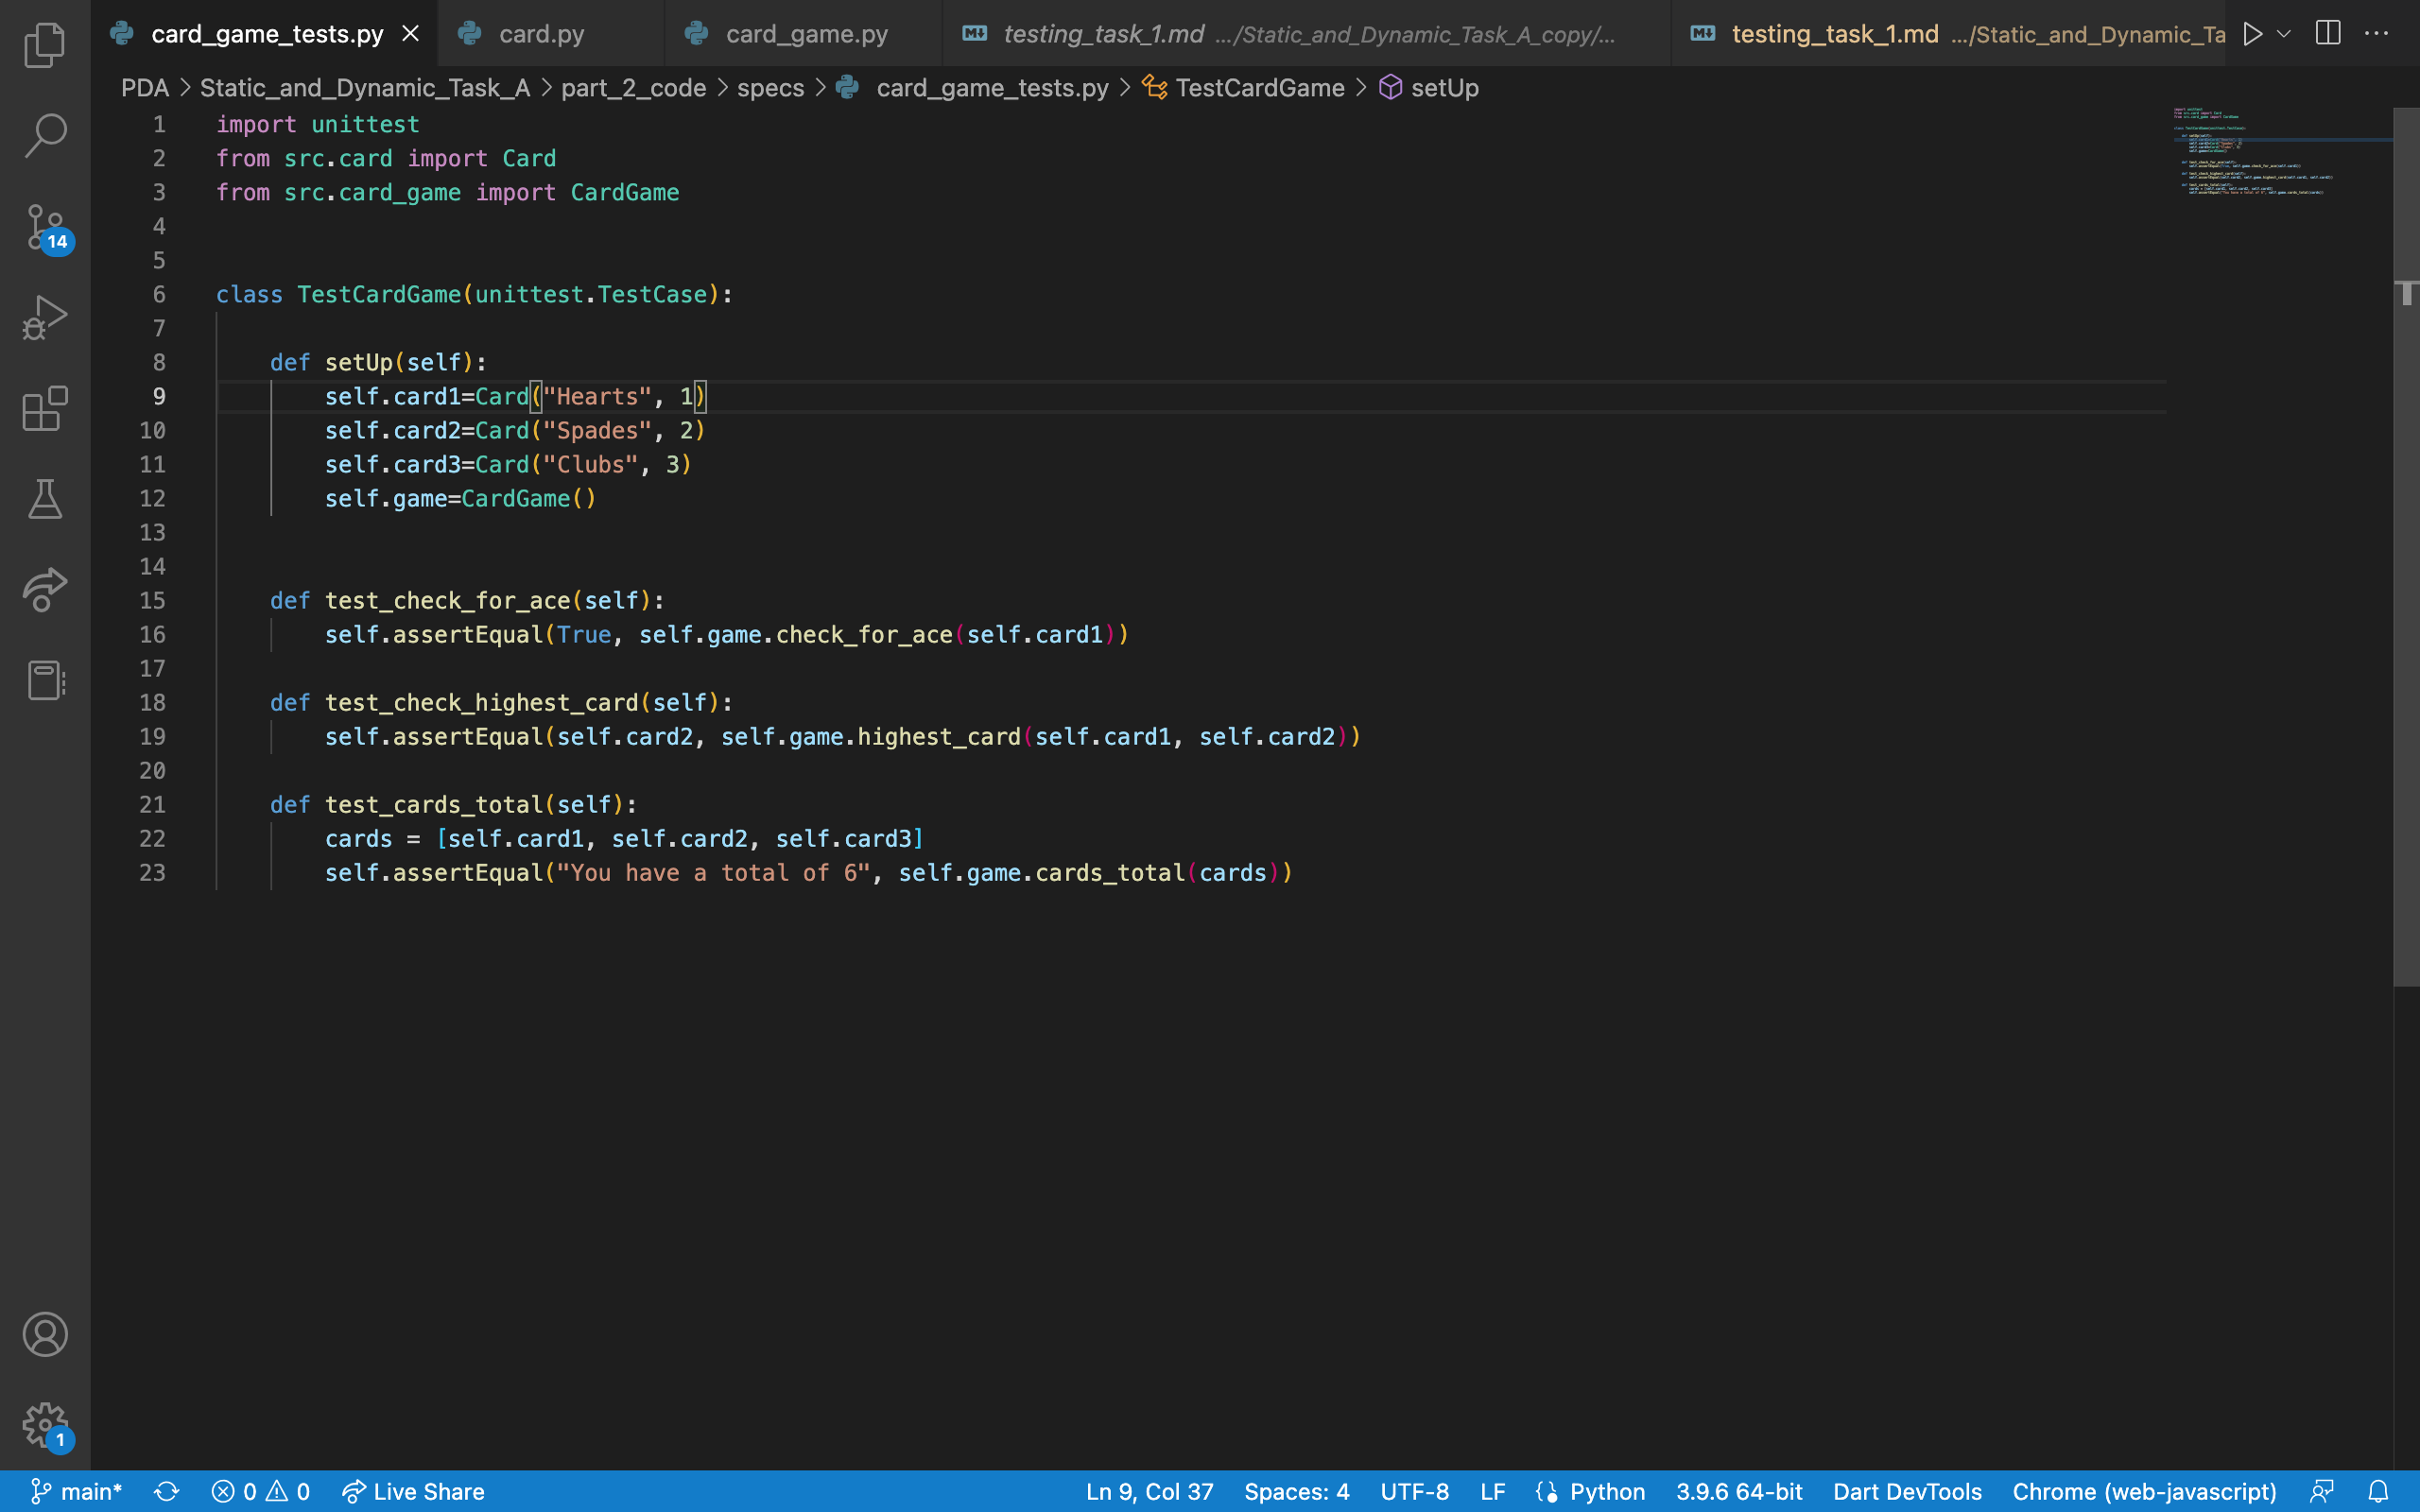 card_game_tests.py
card.py
card_game.py
testing_task_1.md .../Static_and_Dynamic_Task_A_copy/...
testing_task_1.md .../Static_and_Dynamic_Ta
PDA > Static_and_Dynamic_Task_A > part_2_code > specs > card_game_tests.py > TestCardGame > setUp
1 import unittest
2 from src.card import Card
3 from src.card_game import CardGame
4
5
6 class TestCardGame(unittest.TestCase):
7
8     def setUp(self):
9         self.card1=Card("Hearts", 1)
10         self.card2=Card("Spades", 2)
11         self.card3=Card("Clubs", 3)
12         self.game=CardGame()
13
14
15     def test_check_for_ace(self):
16         self.assertEqual(True, self.game.check_for_ace(self.card1))
17
18     def test_check_highest_card(self):
19         self.assertEqual(self.card2, self.game.highest_card(self.card1, self.card2))
20
21     def test_cards_total(self):
22         cards = [self.card1, self.card2, self.card3]
23         self.assertEqual("You have a total of 6", self.game.cards_total(cards))
14
1
main* 0 0 Live Share Ln 9, Col 37 Spaces: 4 UTF-8 LF Python 3.9.6 64-bit Dart DevTools Chrome (web-javascript)